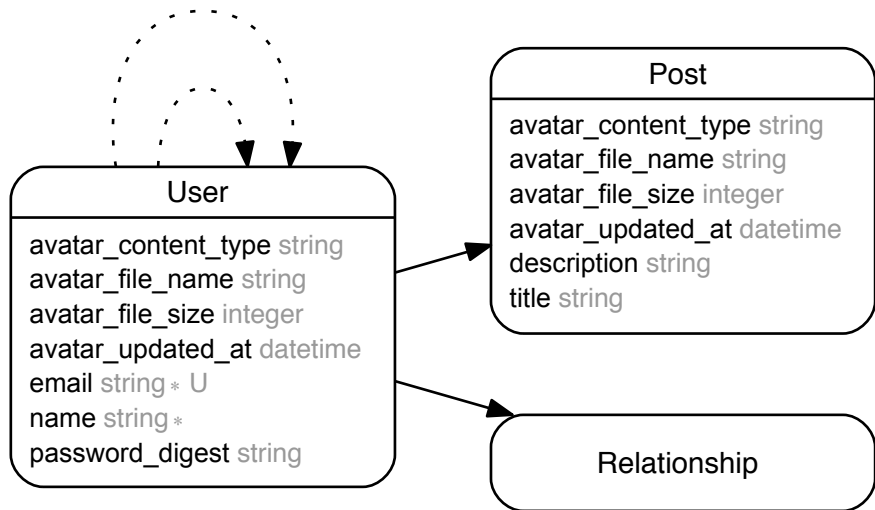 User
avatar_content_type string
avatar_file_name string
avatar_file_size integer
avatar_updated_at datetime
email string * U
name string *
password_digest string
Post
avatar_content_type string
avatar_file_name string
avatar_file_size integer
avatar_updated_at datetime
description string
title string
Relationship